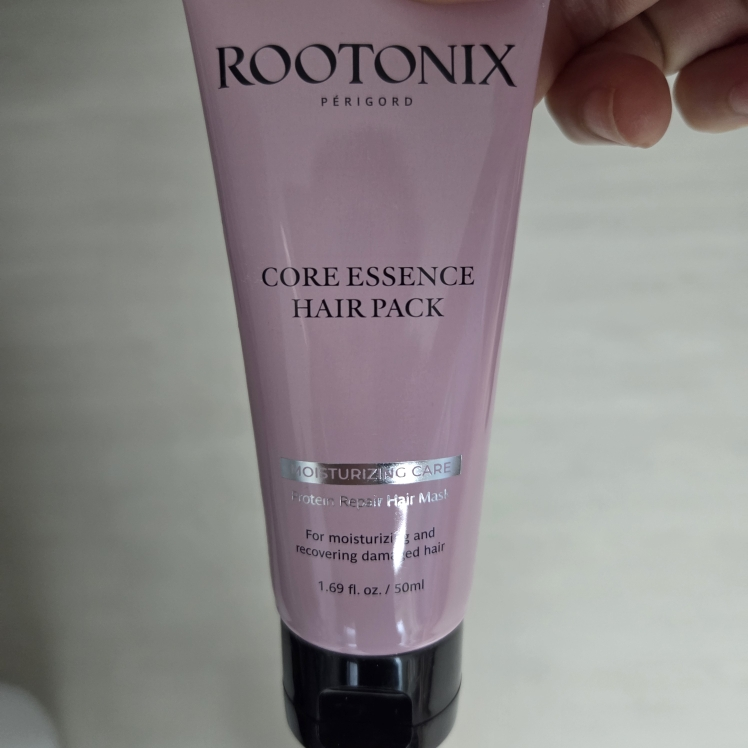 ROOTONIX
PÉRIGORD
CORE ESSENCE
HAIR PACK
MOISTURIZING CARE
Protein Repair Hair Mask
For moisturizing and
recovering damaged hair
1.69 fl. oz. / 50ml